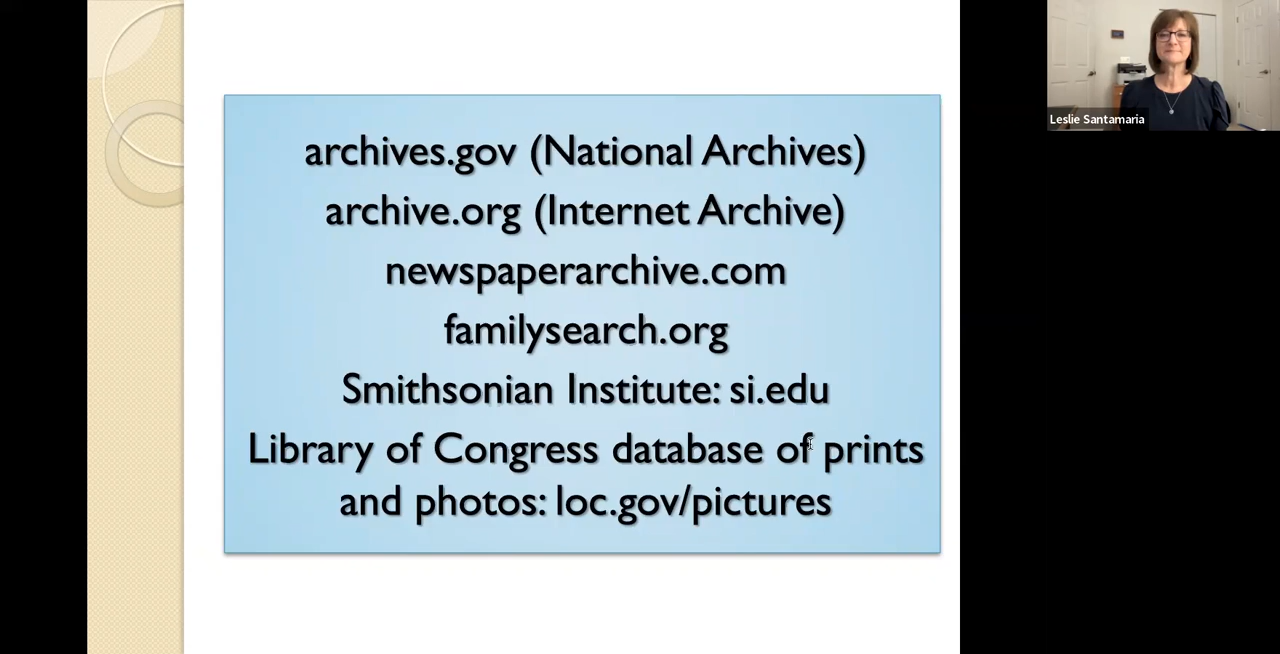 archives.gov (National Archives)
archive.org (Internet Archive)
newspaperarchive.com
familysearch.org
Smithsonian Institute: si.edu
Library of Congress database of prints
and photos: loc.gov/pictures
Leslie Santamaria